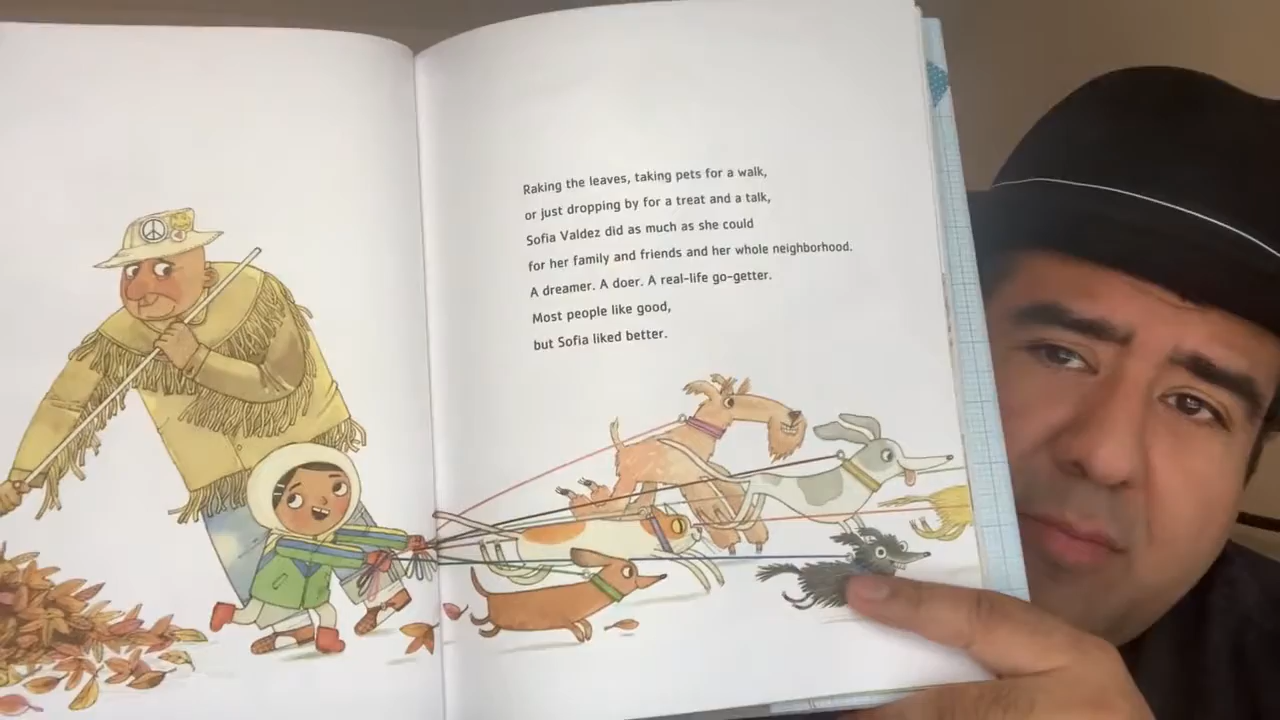 Raking the leaves, taking pets for a walk,
or just dropping by for a treat and a talk,
Sofia Valdez did as much as she could
for her family and friends and her whole neighborhood.
A dreamer. A doer. A real-life go-getter.
Most people like good,
but Sofia liked better.